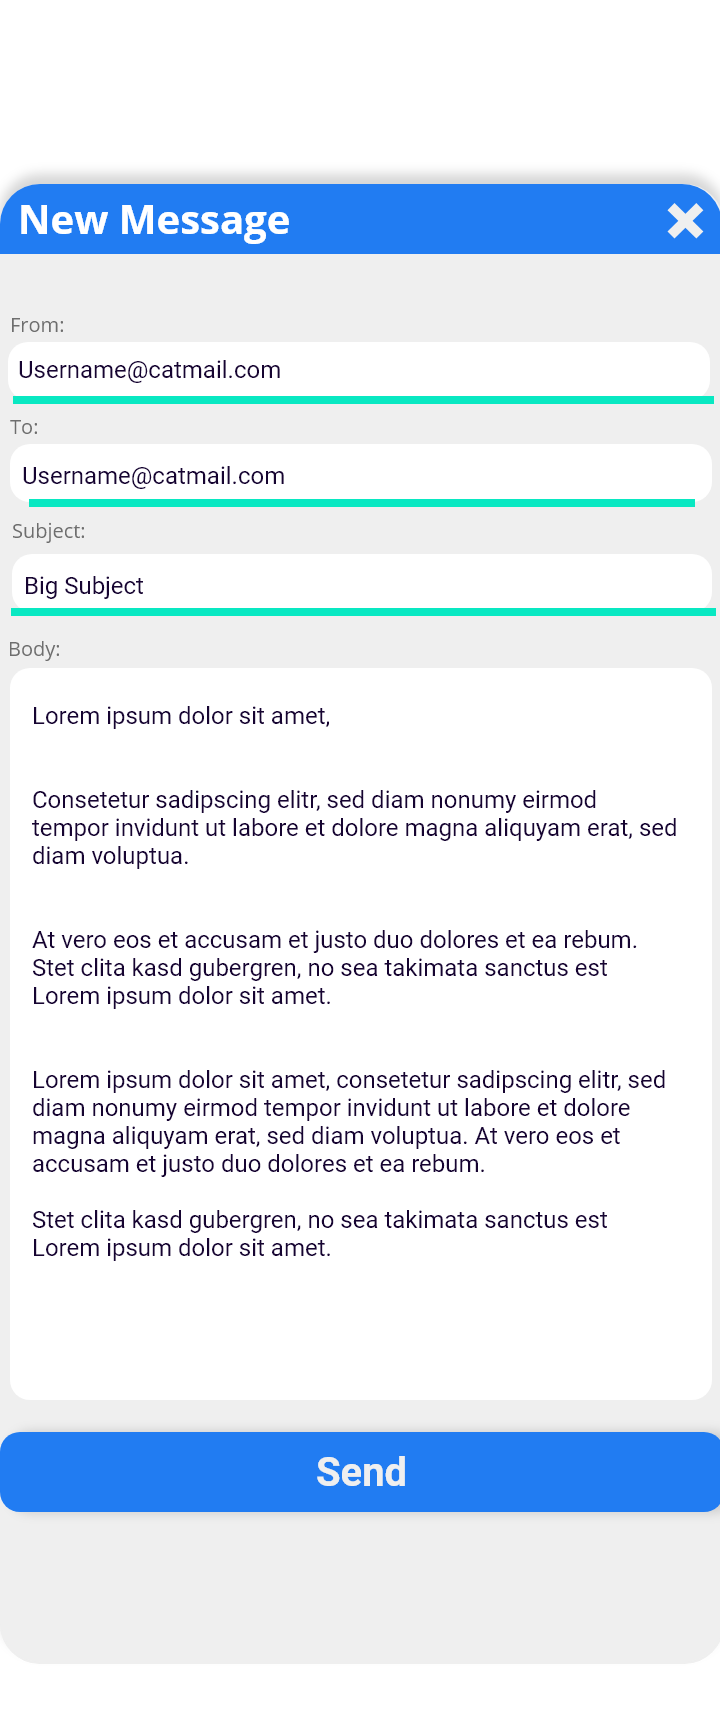 New Message
From:
Username@catmail.com
To:
Username@catmail.com
Subject:
Big Subject
Body:
Lorem ipsum dolor sit amet,
Consetetur sadipscing elitr, sed diam nonumy eirmod
tempor invidunt ut labore et dolore magna aliquyam erat, sed
diam voluptua.
At vero eos et accusam et justo duo dolores et ea rebum.
Stet clita kasd gubergren, no sea takimata sanctus est
Lorem ipsum dolor sit amet.
Lorem ipsum dolor sit amet, consetetur sadipscing elitr, sed
diam nonumy eirmod tempor invidunt ut labore et dolore
magna aliquyam erat, sed diam voluptua. At vero eos et
accusam et justo duo dolores et ea rebum.
Stet clita kasd gubergren, no sea takimata sanctus est
Lorem ipsum dolor sit amet.
Send